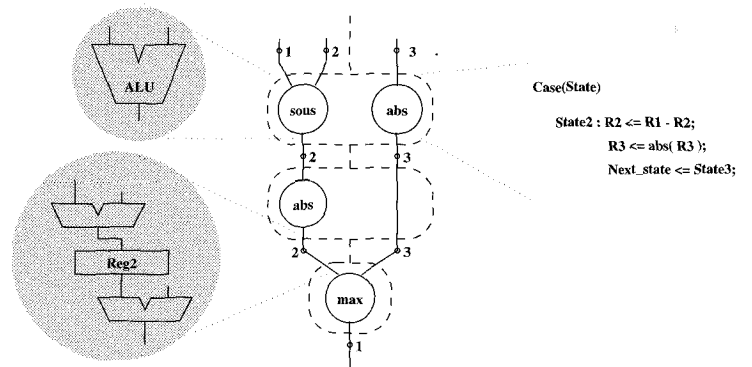 1 2 3
ALU
sous abs
Case(State)
State2 : R2 <= R1 - R2;
R3 <= abs( R3 );
Next_state <= State3;
2 3
abs
Reg2
2 3
max
1